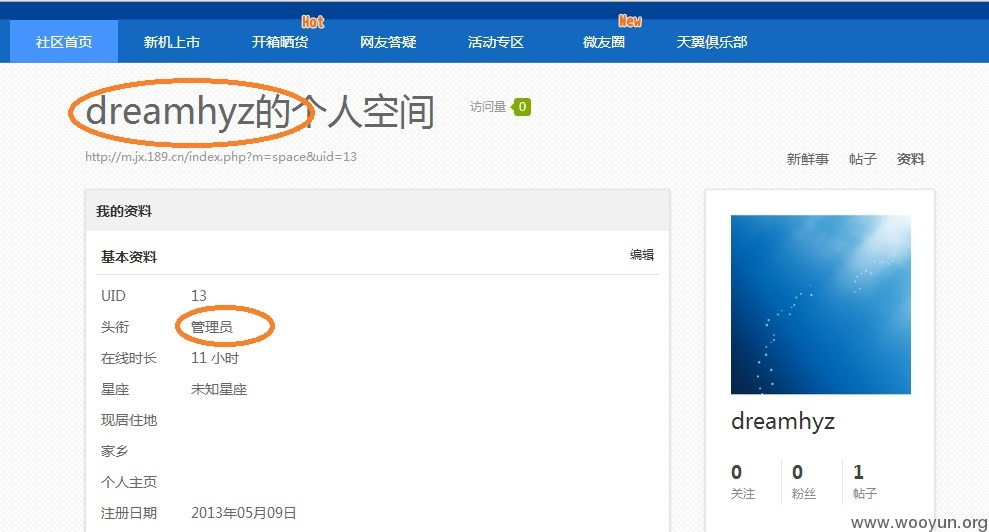 Hot
New
社区首页 新机上市 开箱晒货 网友答疑 活动专区 微友圈 天翼俱乐部
dreamhyz的个人空间 访问量 0
http://m.jx.189.cn/index.php?m=space&uid=13
新鲜事 帖子 资料
我的资料
基本资料 编辑
UID 13
头衔 管理员
在线时长 11 小时
星座 未知星座
现居住地
家乡
个人主页
注册日期 2013年05月09日
dreamhyz
0 0 1
关注 粉丝 帖子
www.wooyun.org